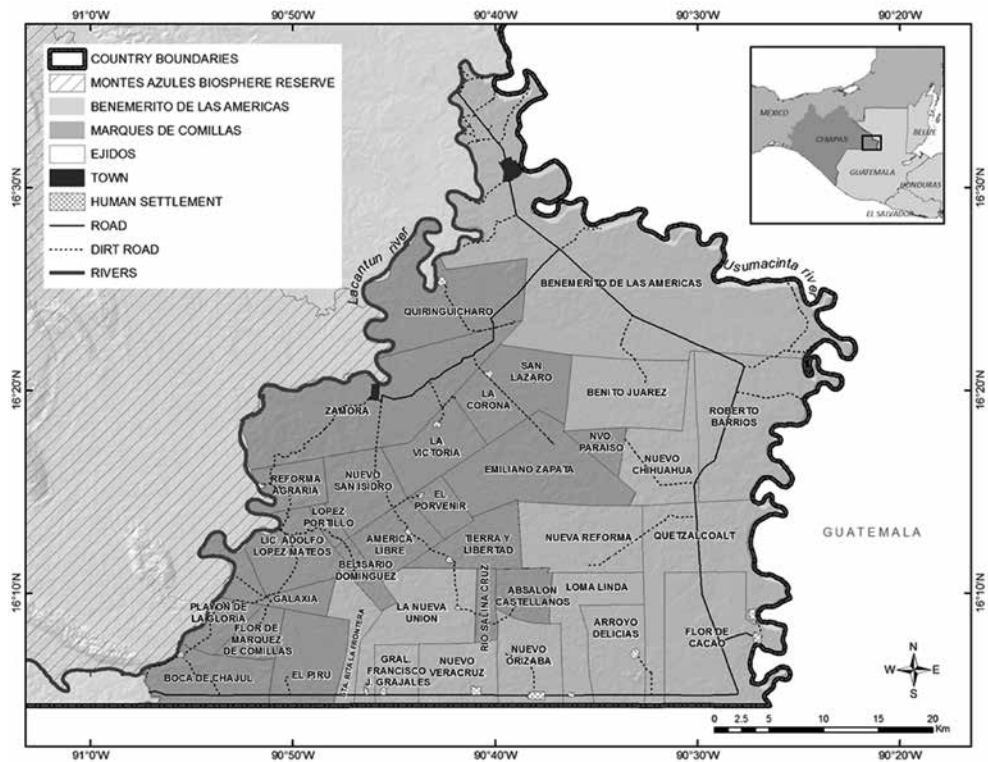 91°0'W
90°50'W
90°40'W
90°30'W
90°20'W
COUNTRY BOUNDARIES
MONTES AZULES BIOSPHERE RESERVE
BENEMERITO DE LAS AMERICAS
MARQUES DE COMILLAS
EJIDOS
TOWN
HUMAN SETTLEMENT
ROAD
DIRT ROAD
RIVERS
MEXICO
CHIAPAS
BELIZE
GUATEMALA
HONDURAS
EL SALVADOR
16°30'N
16°30'N
Lacantun river
Usumacinta river
BENEMERITO DE LAS AMERICAS
QUIRINGUICHARO
16°20'N
16°20'N
SAN
LAZARO
BENITO JUAREZ
LA
CORONA
ZAMORA
ROBERTO
BARRIOS
LA
VICTORIA
NVO.
PARAISO
EMILIANO ZAPATA
NUEVO
CHIHUAHUA
REFORMA
AGRARIA
NUEVO
SAN ISIDRO
EL
PORVENIR
LOPEZ
PORTILLO
LIC. ADOLFO
LOPEZ MATEOS
AMERICA
LIBRE
TIERRA Y
LIBERTAD
NUEVA REFORMA
QUETZALCOALT
GUATEMALA
BELISARIO
DOMINGUEZ
16°10'N
16°10'N
GALAXIA
LA NUEVA
UNION
RIO SALINA CRUZ
ABSALON
CASTELLANOS
LOMA LINDA
PLAYON DE
LA GLORIA
FLOR DE
MARQUEZ
DE COMILLAS
STA. RITA LA FRONTERA
ARROYO
DELICIAS
FLOR DE
CACAO
BOCA DE CHAJUL
EL PIRU
GRAL.
FRANCISCO
J. GRAJALES
NUEVO
VERACRUZ
NUEVO
ORIZABA
N
W
E
S
0 2.5 5 10 15 20
Km
91°0'W
90°50'W
90°40'W
90°30'W
90°20'W